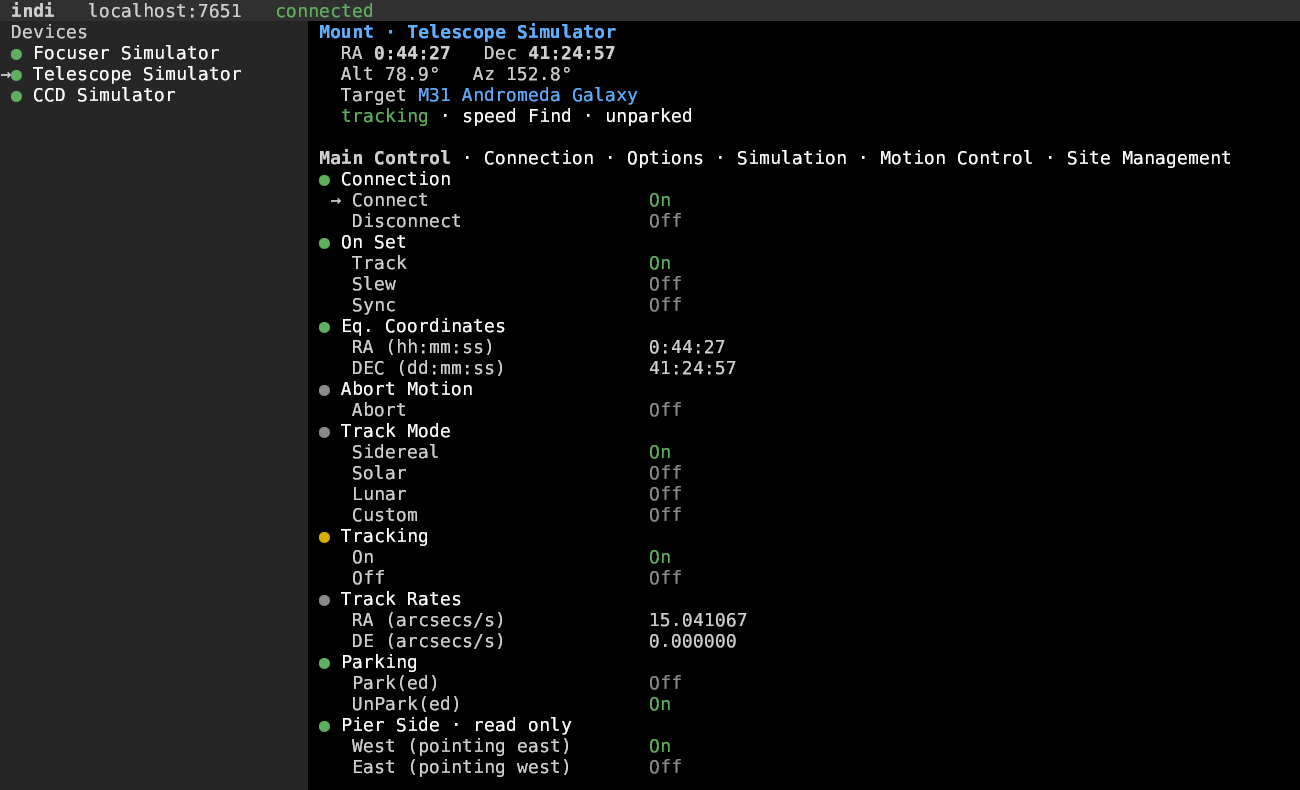 indi localhost:7651 connected
Devices
● Focuser Simulator
→● Telescope Simulator
● CCD Simulator
Mount · Telescope Simulator
RA 0:44:27 Dec 41:24:57
Alt 78.9° Az 152.8°
Target M31 Andromeda Galaxy
tracking · speed Find · unparked
Main Control · Connection · Options · Simulation · Motion Control · Site Management
● Connection
→ Connect On
Disconnect Off
● On Set
Track On
Slew Off
Sync Off
● Eq. Coordinates
RA (hh:mm:ss) 0:44:27
DEC (dd:mm:ss) 41:24:57
● Abort Motion
Abort Off
● Track Mode
Sidereal On
Solar Off
Lunar Off
Custom Off
● Tracking
On On
Off Off
● Track Rates
RA (arcsecs/s) 15.041067
DE (arcsecs/s) 0.000000
● Parking
Park(ed) Off
UnPark(ed) On
● Pier Side · read only
West (pointing east) On
East (pointing west) Off